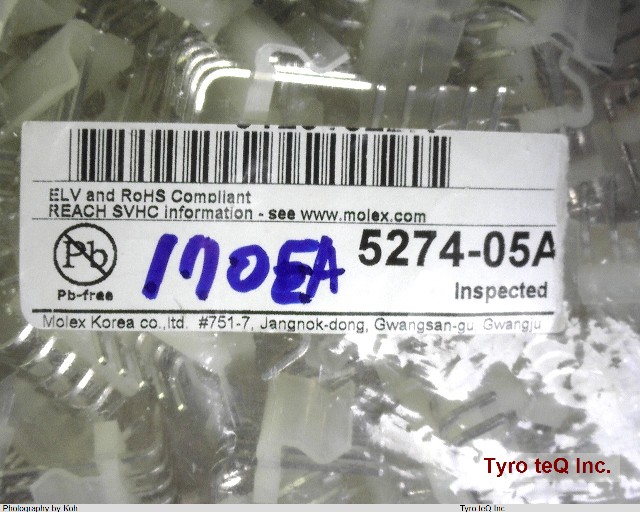 ELV and RoHS Compliant
REACH SVHC information - see www.molex.com
Pb
Pb-free
170EA
5274-05A
Inspected
Molex Korea co.,ltd. #751-7, Jangnok-dong, Gwangsan-gu, Gwangju
Tyro teQ Inc.
Photography by Koh
Tyro teQ Inc